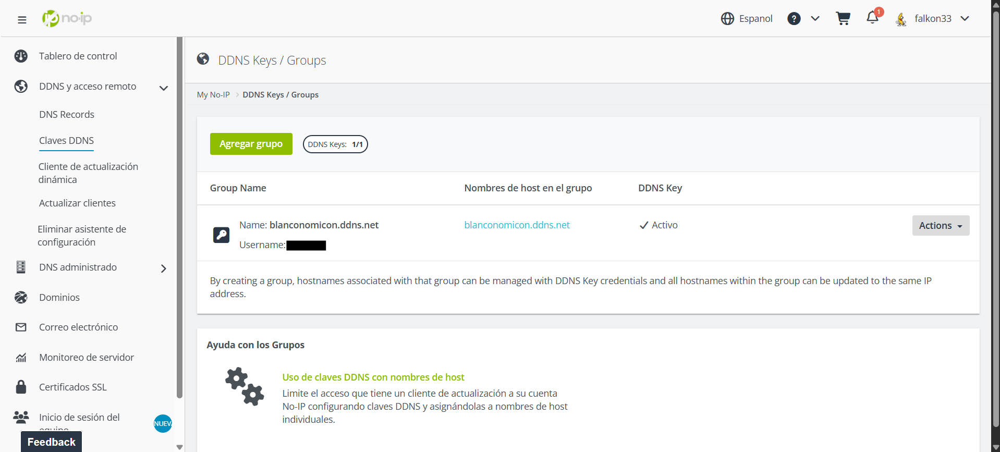 no-ip
Espanol
?
1
falkon33
Tablero de control
DDNS y acceso remoto
DNS Records
Claves DDNS
Cliente de actualización
dinámica
Actualizar clientes
Eliminar asistente de
configuración
DNS administrado
Dominios
Correo electrónico
Monitoreo de servidor
Certificados SSL
Inicio de sesión del
equipo
NUEV
Feedback
DDNS Keys / Groups
My No-IP > DDNS Keys / Groups
Agregar grupo
DDNS Keys: 1/1
Group Name
Nombres de host en el grupo
DDNS Key
Name: blanconomicon.ddns.net
Username:
blanconomicon.ddns.net
Activo
Actions
By creating a group, hostnames associated with that group can be managed with DDNS Key credentials and all hostnames within the group can be updated to the same IP
address.
Ayuda con los Grupos
Uso de claves DDNS con nombres de host
Limite el acceso que tiene un cliente de actualización a su cuenta
No-IP configurando claves DDNS y asignándolas a nombres de host
individuales.